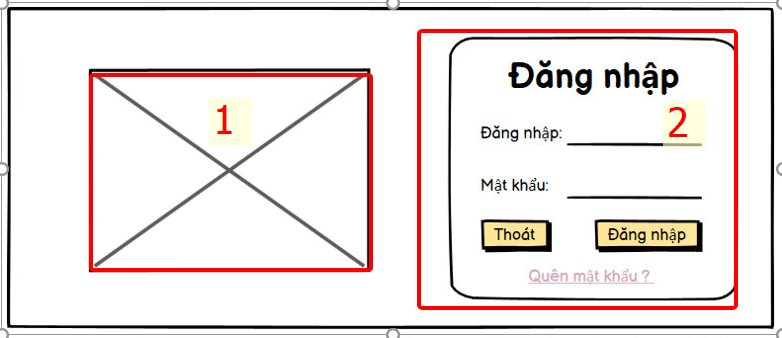 1
Đăng nhập
Đăng nhập:
2
Mật khẩu:
Thoát
Đăng nhập
Quên mật khẩu ?